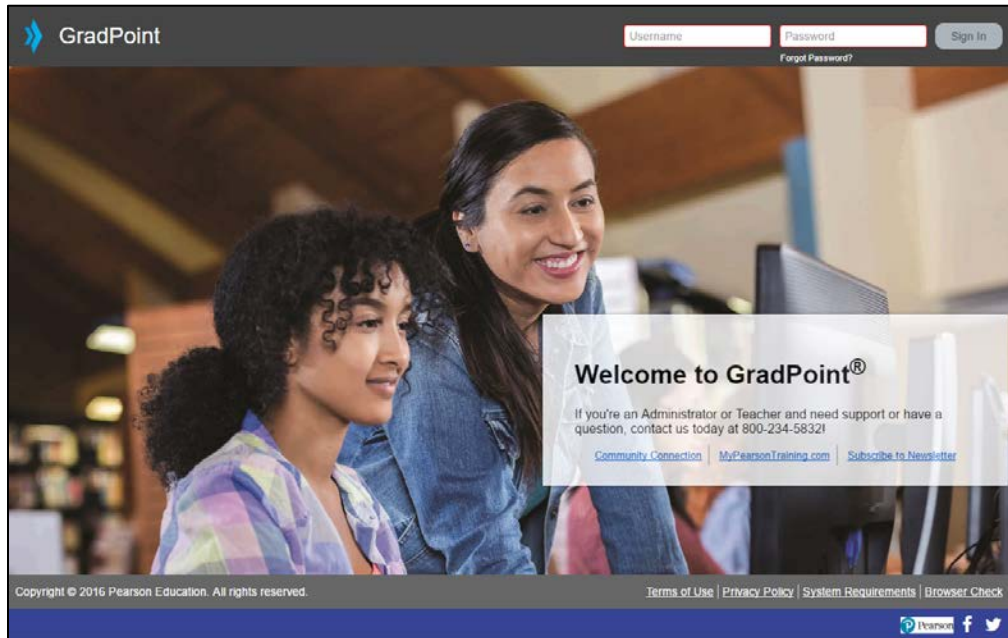 GradPoint
Username
Password
Sign In
Forgot Password?
Welcome to GradPoint®
If you're an Administrator or Teacher and need support or have a
question, contact us today at 800-234-5832!
Community Connection | MyPearsonTraining.com | Subscribe to Newsletter
Copyright © 2016 Pearson Education. All rights reserved.
Terms of Use | Privacy Policy | System Requirements | Browser Check
Pearson